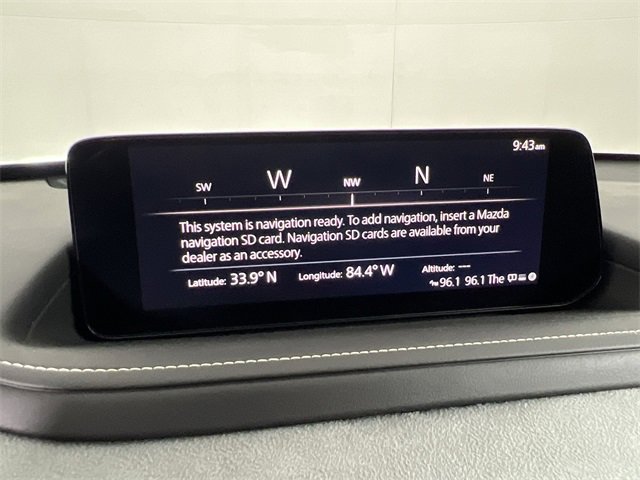 9:43am
SW W NW N NE
This system is navigation ready. To add navigation, insert a Mazda
navigation SD card. Navigation SD cards are available from your
dealer as an accessory.
Latitude: 33.9° N Longitude: 84.4° W Altitude: ---
96.1 96.1 The